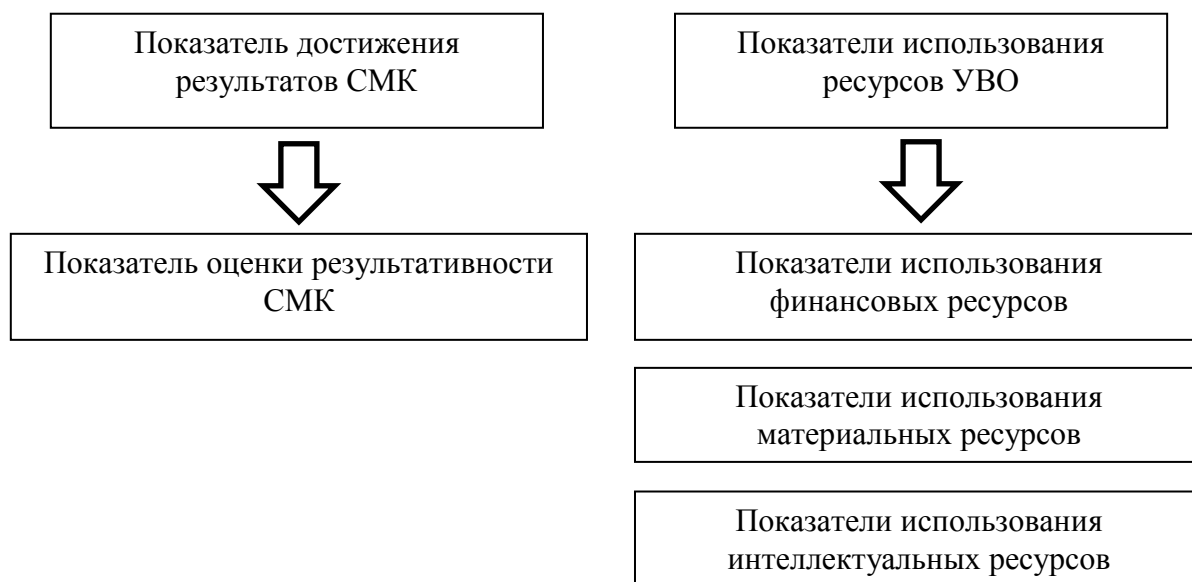 Показатель достижения
результатов СМК
Показатели использования
ресурсов УВО
Показатель оценки результативности
СМК
Показатели использования
финансовых ресурсов
Показатели использования
материальных ресурсов
Показатели использования
интеллектуальных ресурсов